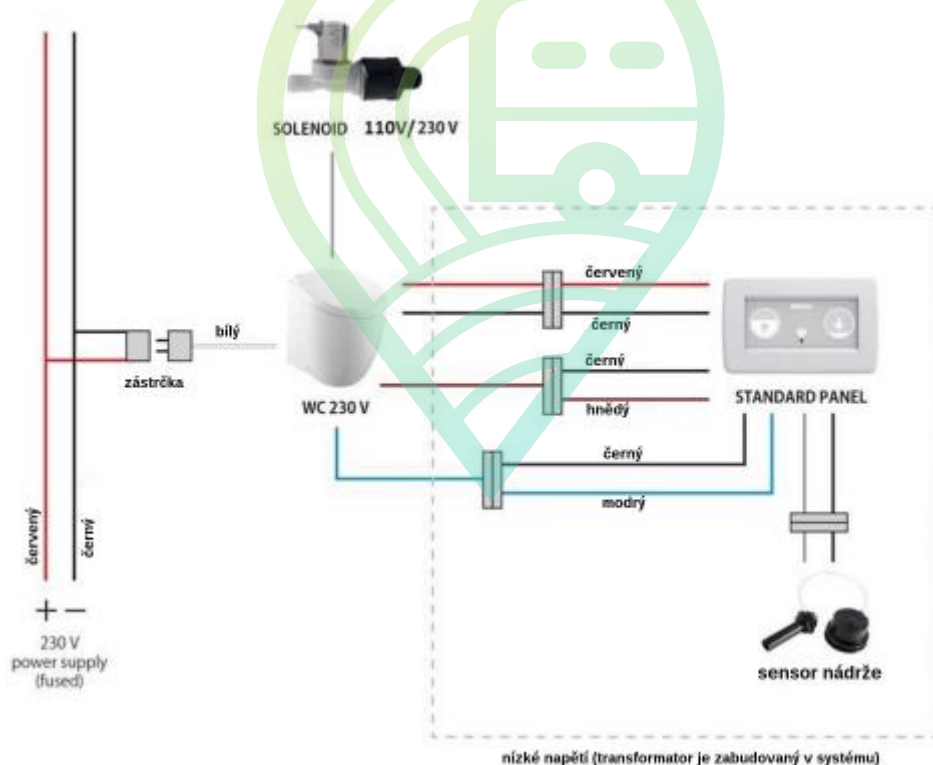 SOLENOID 110V/230 V
červený
černý
bílý
zástrčka
černý
hnědý
WC 230 V
STANDARD PANEL
černý
modrý
červený
černý
+ −
230 V
power supply
(fused)
sensor nádrže
nízké napětí (transformator je zabudovaný v systému)